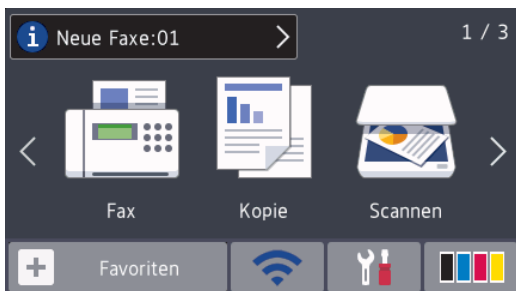 Neue Faxe:01
1 / 3
Fax
Kopie
Scannen
Favoriten